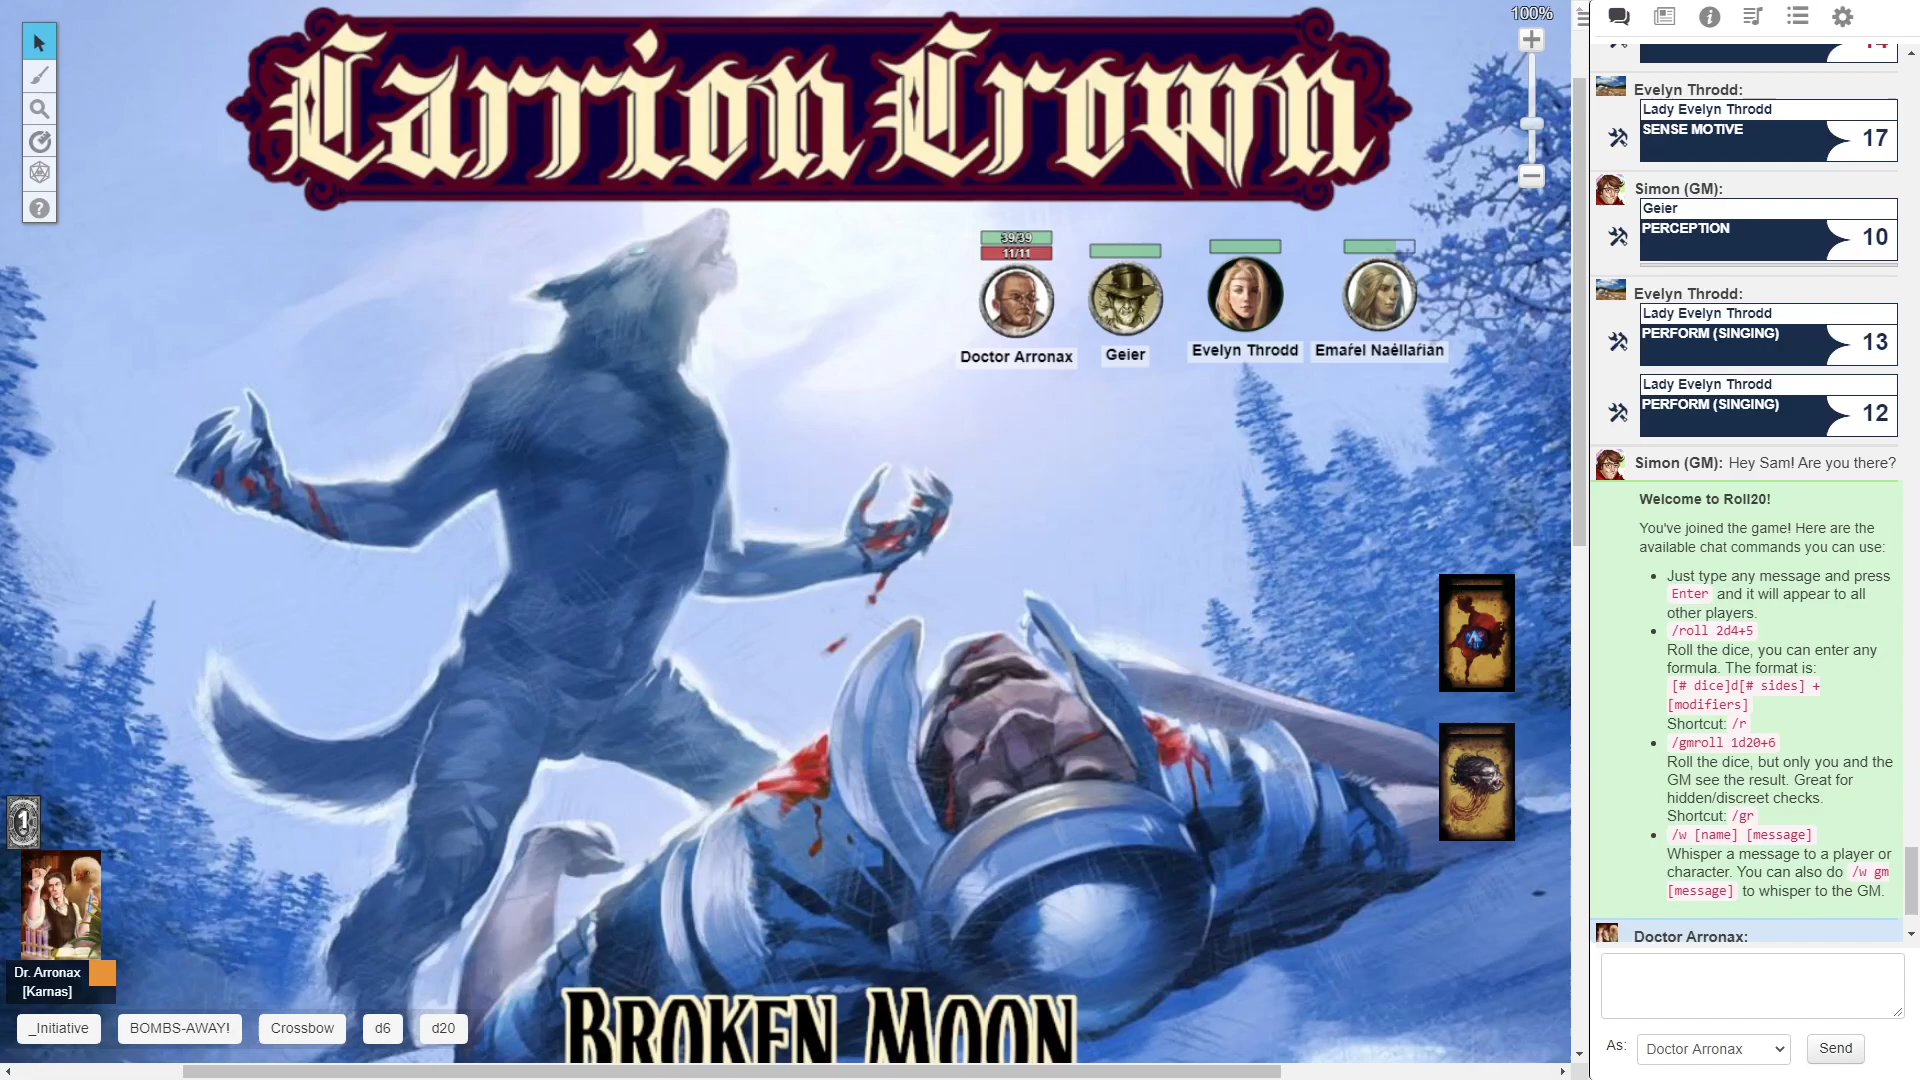 Carrion Crown
100%
39/39
11/11
Doctor Arronax
Geier
Evelyn Throdd
Emaŕel Naėllaŕian
1
Dr. Arronax
[Karnas]
_Initiative
BOMBS-AWAY!
Crossbow
d6
d20
BROKEN MOON
Evelyn Throdd:
Lady Evelyn Throdd
SENSE MOTIVE
17
Simon (GM):
Geier
PERCEPTION
10
Evelyn Throdd:
Lady Evelyn Throdd
PERFORM (SINGING)
13
Lady Evelyn Throdd
PERFORM (SINGING)
12
Simon (GM): Hey Sam! Are you there?
Welcome to Roll20!
You've joined the game! Here are the
available chat commands you can use:
Just type any message and press
Enter and it will appear to all
other players.
/roll 2d4+5
Roll the dice, you can enter any
formula. The format is:
[# dice]d[# sides] +
[modifiers]
Shortcut: /r
/gmroll 1d20+6
Roll the dice, but only you and the
GM see the result. Great for
hidden/discreet checks.
Shortcut: /gr
/w [name] [message]
Whisper a message to a player or
character. You can also do /w gm
[message] to whisper to the GM.
Doctor Arronax:
As:
Doctor Arronax
Send